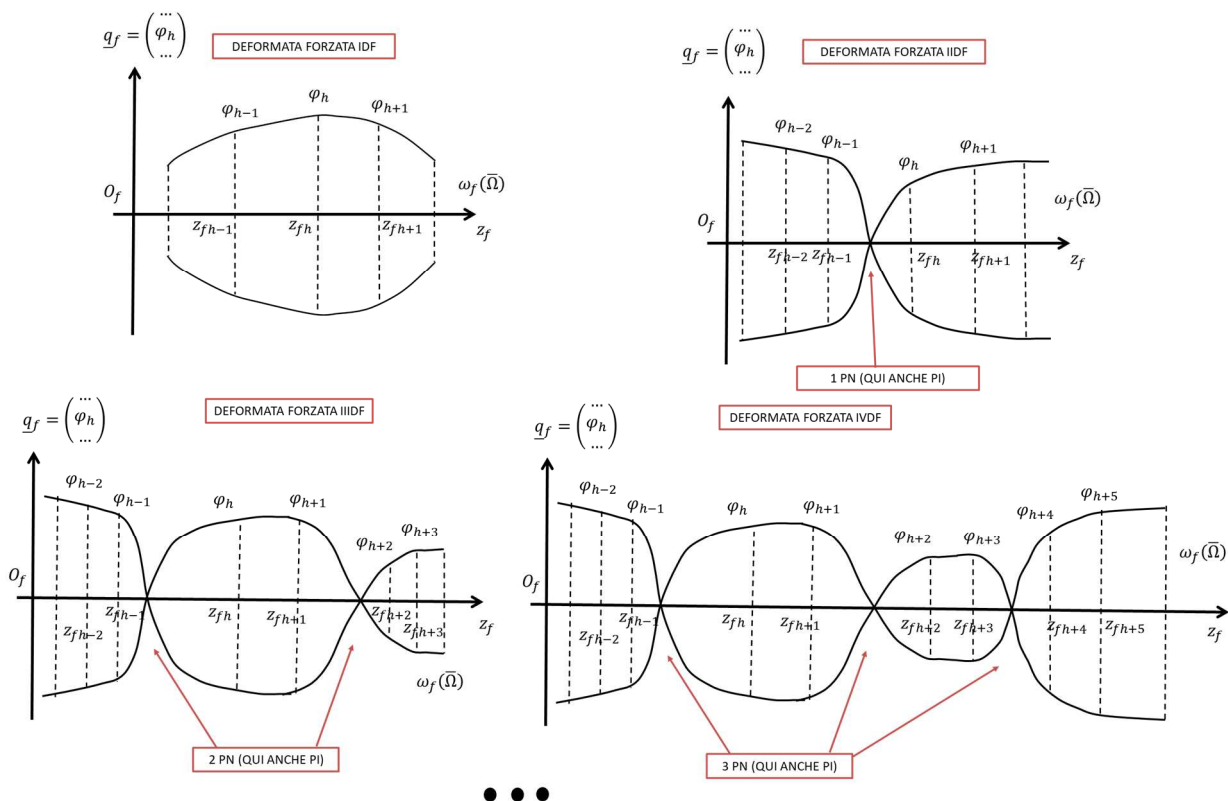 q_f = (... φ_h ...)
DEFORMATA FORZATA IDF
φ_{h−1} φ_h φ_{h+1}
O_f ω_f(Ω̅)
z_{fh−1} z_{fh} z_{fh+1} z_f
q_f = (... φ_h ...)
DEFORMATA FORZATA IIDF
φ_{h−2} φ_{h−1} φ_h φ_{h+1}
O_f ω_f(Ω̅)
z_{fh−2} z_{fh−1} z_{fh} z_{fh+1} z_f
1 PN (QUI ANCHE PI)
q_f = (... φ_h ...)
DEFORMATA FORZATA IIIDF
φ_{h−2} φ_{h−1} φ_h φ_{h+1} φ_{h+2} φ_{h+3}
O_f
z_{fh−2} z_{fh−1} z_{fh} z_{fh+1} z_{fh+2} z_{fh+3} z_f
ω_f(Ω̅)
2 PN (QUI ANCHE PI)
q_f = (... φ_h ...)
DEFORMATA FORZATA IVDF
φ_{h−2} φ_{h−1} φ_h φ_{h+1} φ_{h+2} φ_{h+3} φ_{h+4} φ_{h+5}
O_f ω_f(Ω̅)
z_{fh−2} z_{fh−1} z_{fh} z_{fh+1} z_{fh+2} z_{fh+3} z_{fh+4} z_{fh+5} z_f
3 PN (QUI ANCHE PI)
...